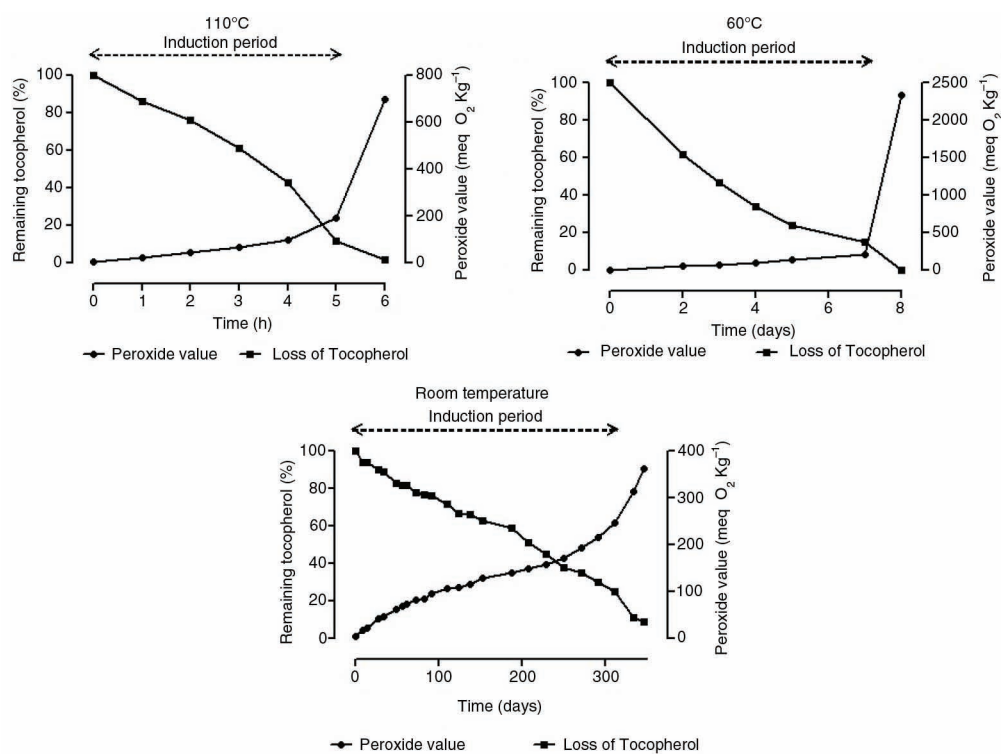 110°C
Induction period
100
80
60
40
20
0
Remaining tocopherol (%)
800
600
400
200
0
Peroxide value (meq O₂ Kg⁻¹)
0 1 2 3 4 5 6
Time (h)
Peroxide value Loss of Tocopherol
60°C
Induction period
100
80
60
40
20
0
Remaining tocopherol (%)
2500
2000
1500
1000
500
0
Peroxide value (meq O₂ Kg⁻¹)
0 2 4 6 8
Time (days)
Peroxide value Loss of Tocopherol
Room temperature
Induction period
100
80
60
40
20
0
Remaining tocopherol (%)
400
300
200
100
0
Peroxide value (meq O₂ Kg⁻¹)
0 100 200 300
Time (days)
Peroxide value Loss of Tocopherol